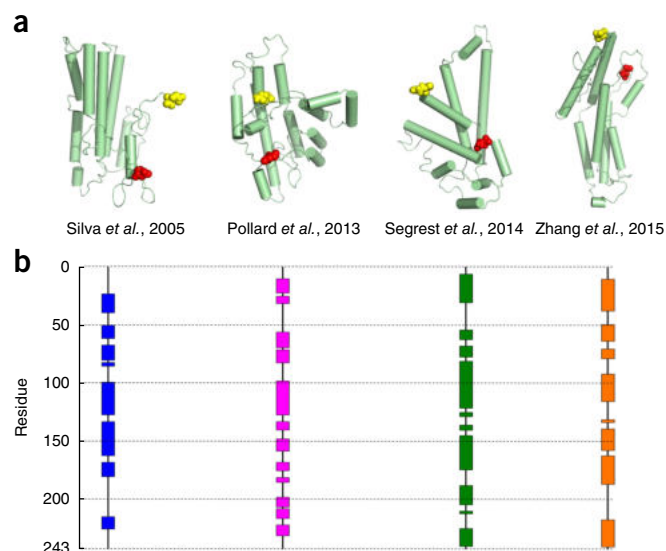 a
Silva et al., 2005 Pollard et al., 2013 Segrest et al., 2014 Zhang et al., 2015
b
0
50
100
150
200
243
Residue